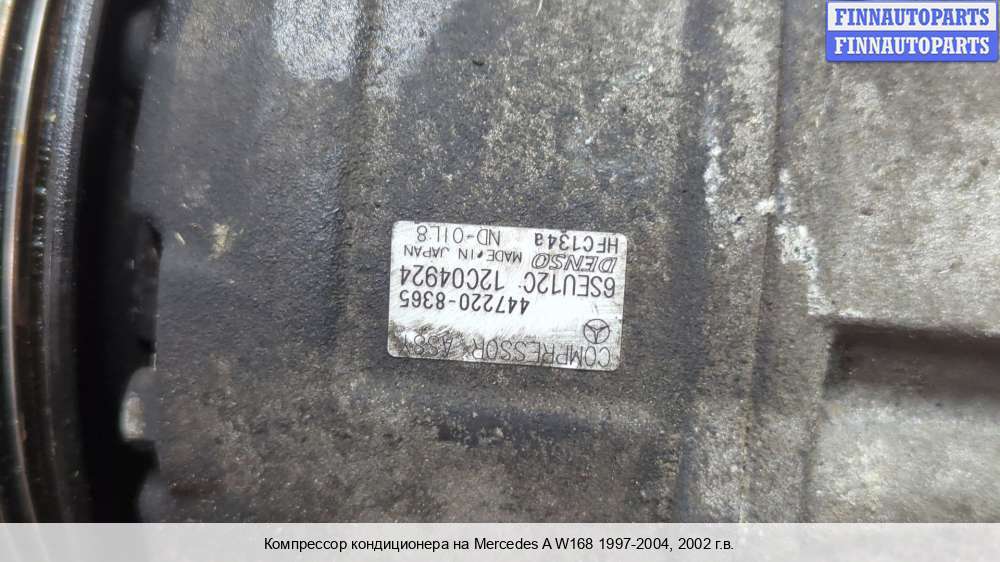 FINNAUTOPARTS
FINNAUTOPARTS
COMPRESSOR ASSY
447220-8365
6SEU12C 12C04924
DENSO MADE IN JAPAN
HFC134a ND-OIL8
Компрессор кондиционера на Mercedes A W168 1997-2004, 2002 г.в.